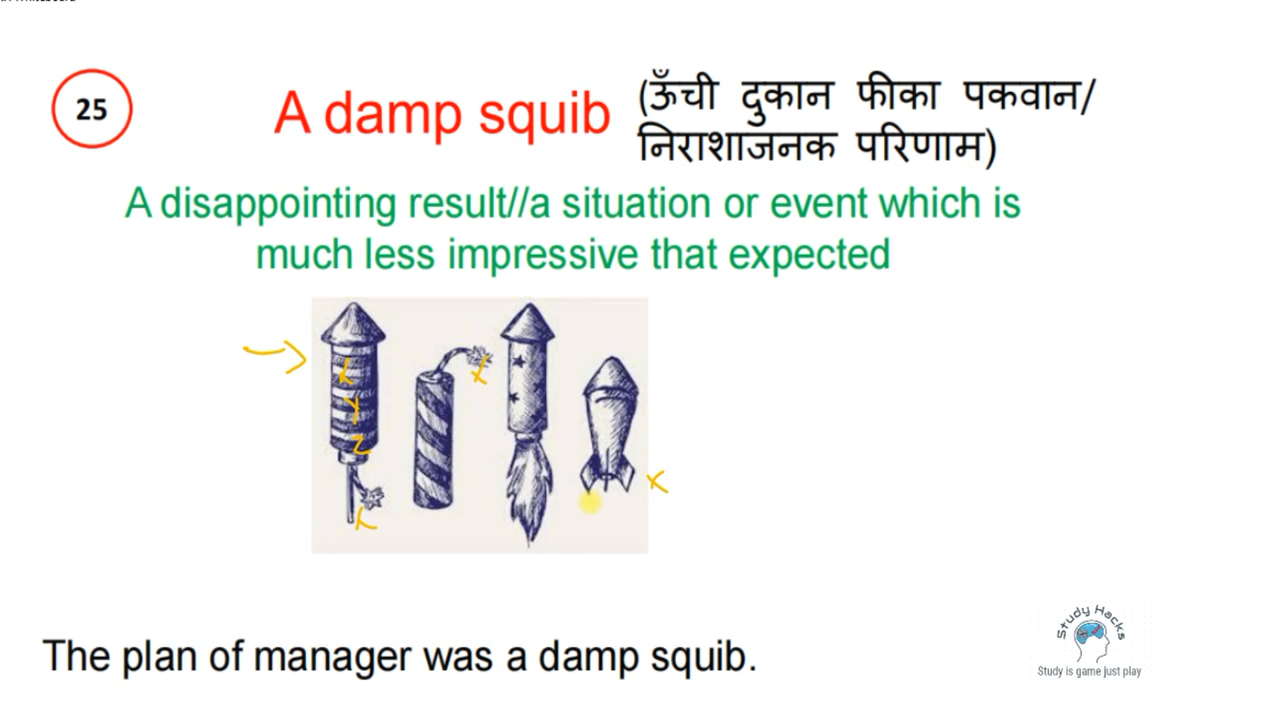 25
A damp squib
(ऊँची दुकान फीका पकवान/
निराशाजनक परिणाम)
A disappointing result//a situation or event which is
much less impressive that expected
x
y
z
x
x
The plan of manager was a damp squib.
Study Hacks
Study is game just play